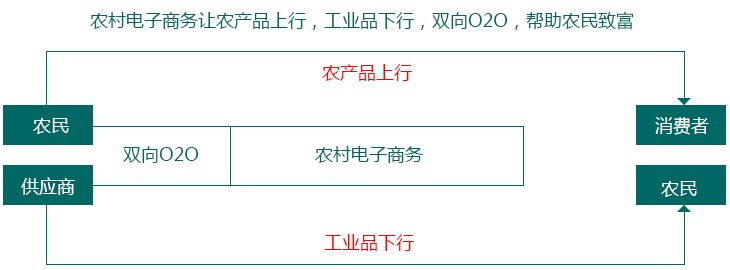 农村电子商务让农产品上行，工业品下行，双向O2O，帮助农民致富
农产品上行
农民
消费者
双向O2O
农村电子商务
供应商
农民
工业品下行